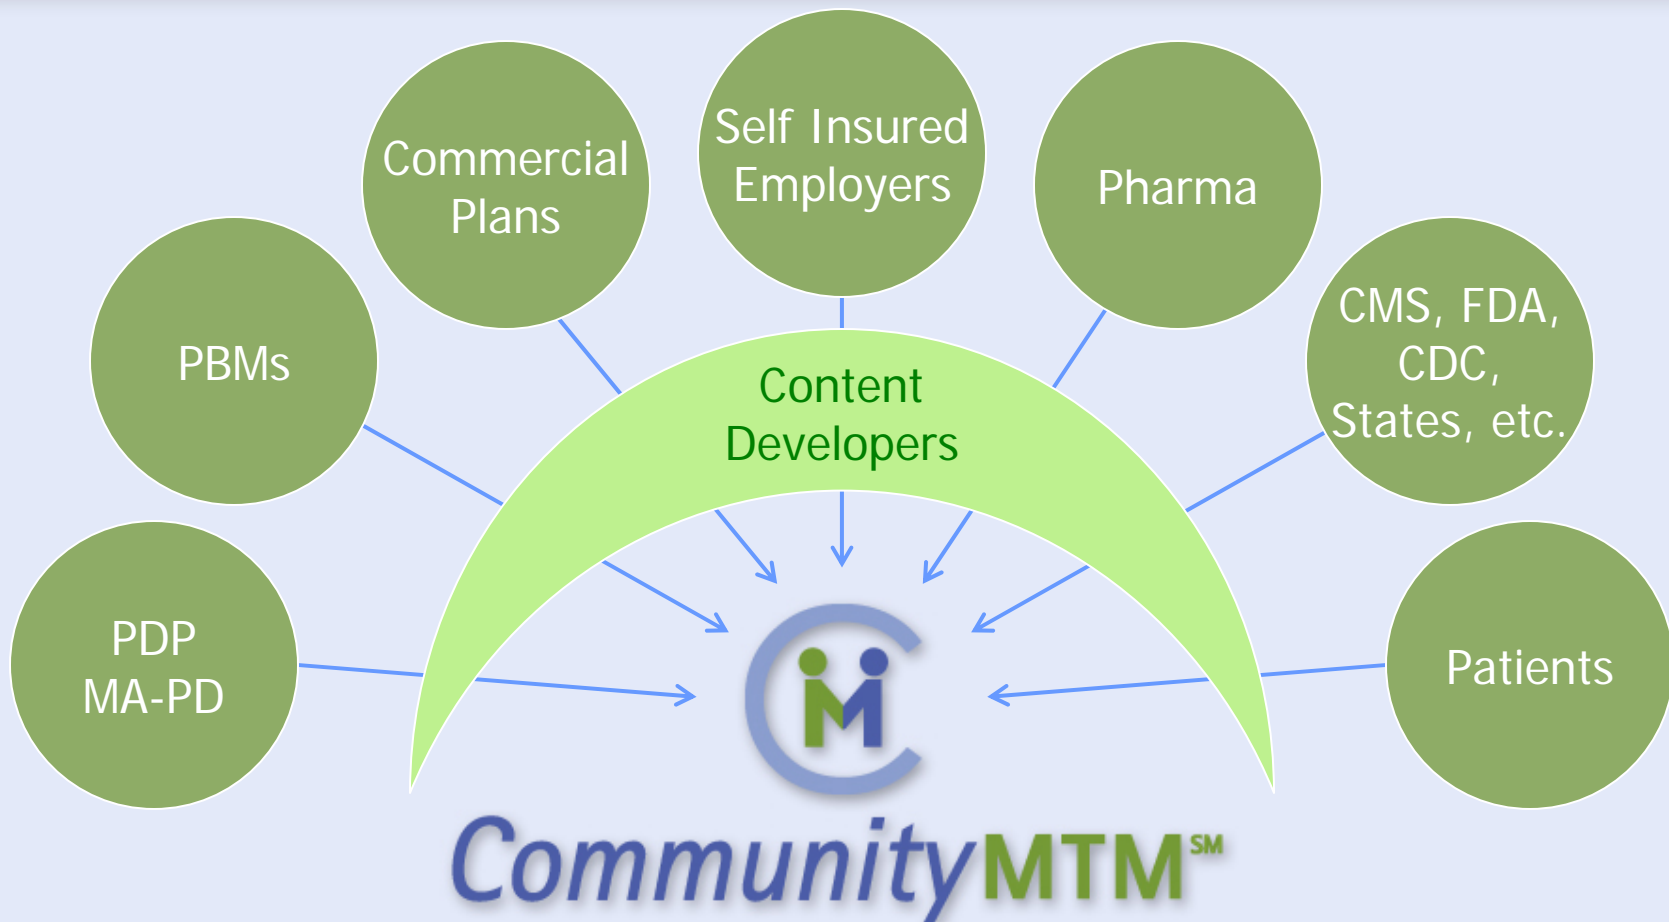 Self Insured
Employers
Commercial
Plans
Pharma
PBMs
CMS, FDA,
CDC,
States, etc.
Content
Developers
PDP
MA-PD
Patients
CommunityMTM℠